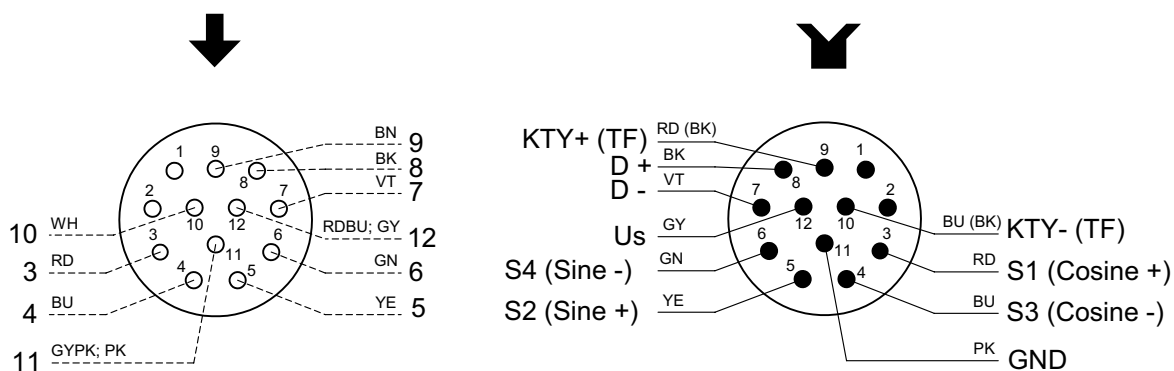 BN 9
1 9 BK 8
8 VT 7
2 7
10 12 RDBU; GY 12
10 WH
3 6 GN 6
3 RD 11
4 5 YE 5
4 BU
11 GYPK; PK
KTY+ (TF) RD (BK)
9 1
D + BK
8
D - VT
7 2
12 10 BU (BK) KTY- (TF)
Us GY
6 3
S4 (Sine -) GN 11 RD S1 (Cosine +)
5 4
S2 (Sine +) YE BU S3 (Cosine -)
PK GND